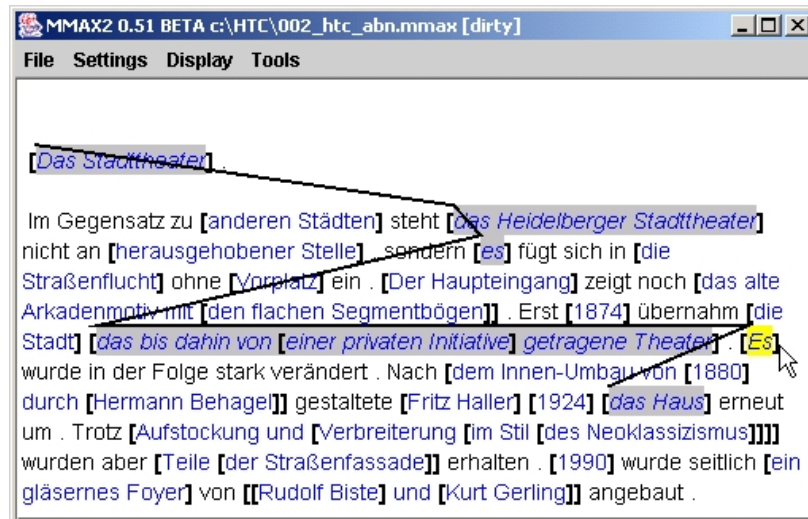 MMAX2 0.51 BETA c:\HTC\002_htc_abn.mmax [dirty]
File Settings Display Tools
[Das Stadttheater] .
Im Gegensatz zu [anderen Städten] steht [das Heidelberger Stadttheater]
nicht an [herausgehobener Stelle] , sondern [es] fügt sich in [die
Straßenflucht] ohne [Vorplatz] ein . [Der Haupteingang] zeigt noch [das alte
Arkadenmotiv mit [den flachen Segmentbögen]] . Erst [1874] übernahm [die
Stadt] [das bis dahin von [einer privaten Initiative] getragene Theater] . [Es]
wurde in der Folge stark verändert . Nach [dem Innen-Umbau von [1880]
durch [Hermann Behagel]] gestaltete [Fritz Haller] [1924] [das Haus] erneut
um . Trotz [Aufstockung und [Verbreiterung [im Stil [des Neoklassizismus]]]]
wurden aber [Teile [der Straßenfassade]] erhalten . [1990] wurde seitlich [ein
gläsernes Foyer] von [[Rudolf Biste] und [Kurt Gerling]] angebaut .